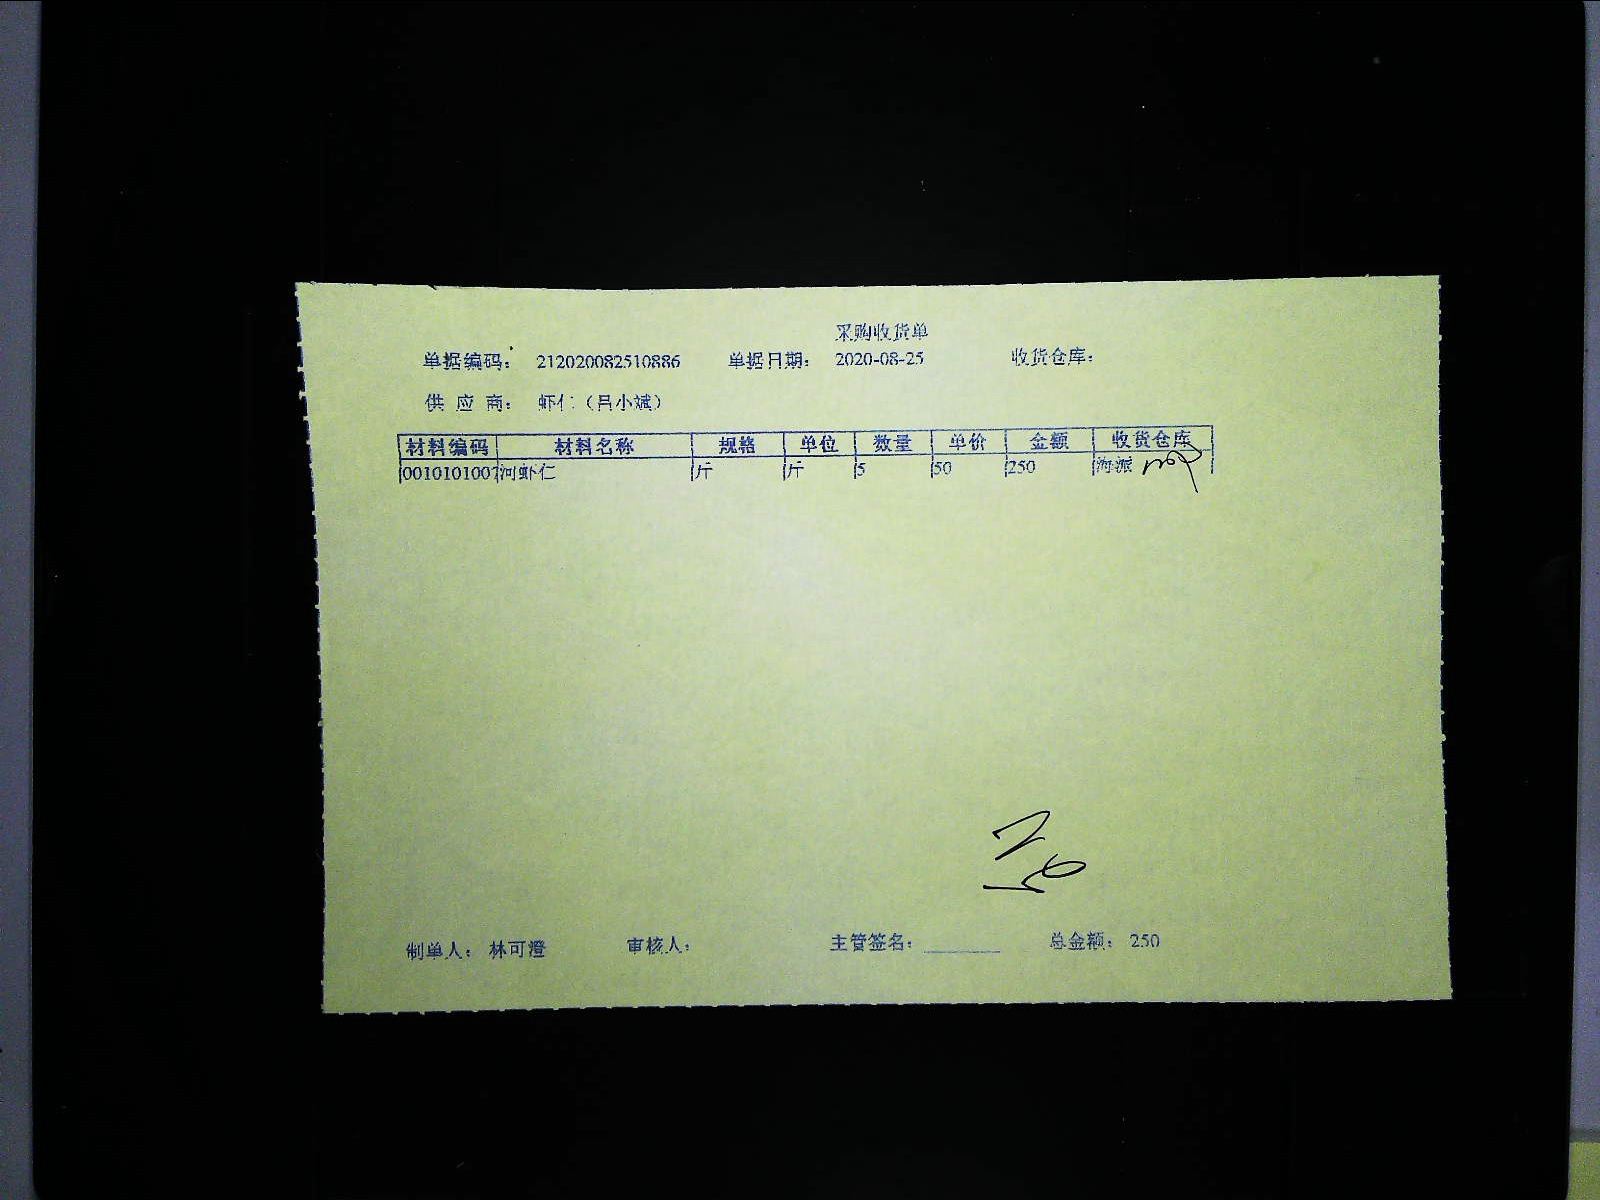 采购收货单
单据编码： 212020082510886 单据日期： 2020-08-25 收货仓库：
供 应 商： 虾仁（吕小斌）
材料编码 材料名称 规格 单位 数量 单价 金额 收货仓库
0010101007 河虾仁 斤 斤 5 50 250 海派
制单人： 林可澄 审核人： 主管签名： ________ 总金额： 250